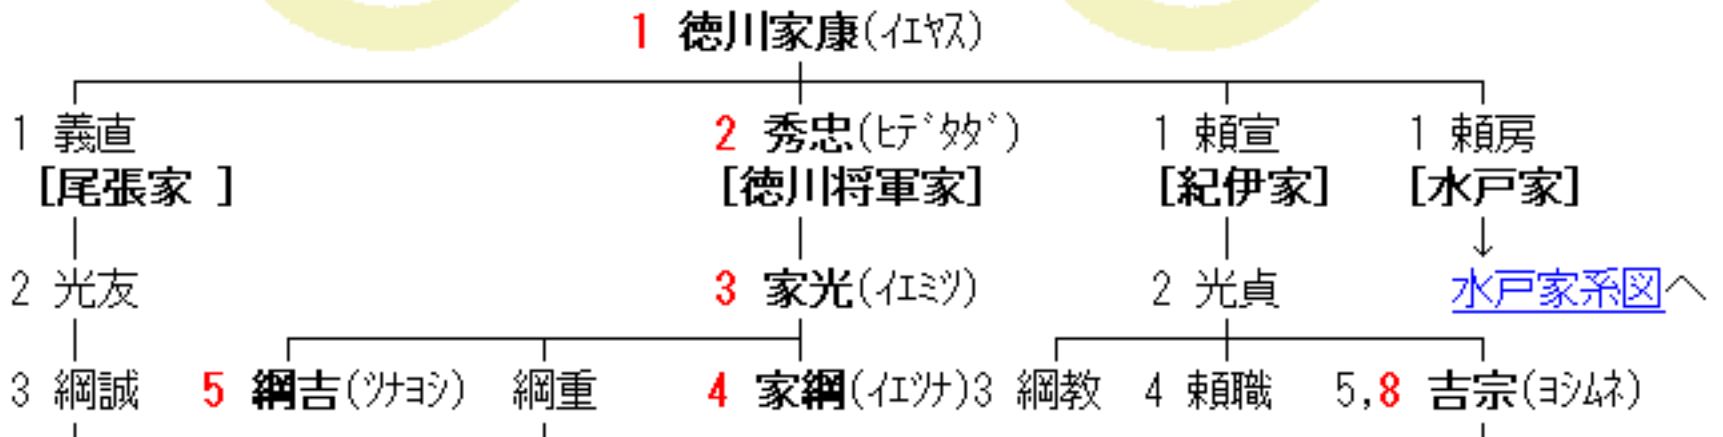 1 徳川家康(ｲｴﾔｽ)
1 義直 2 秀忠(ﾋﾃﾞﾀﾀﾞ) 1 頼宣 1 頼房
[尾張家 ] [徳川将軍家] [紀伊家] [水戸家]
↓
2 光友 3 家光(ｲｴﾐﾂ) 2 光貞 水戸家系図へ
3 綱誠 5 綱吉(ﾂﾅﾖｼ) 綱重 4 家綱(ｲｴﾂﾅ) 3 綱教 4 頼職 5,8 吉宗(ﾖｼﾑﾈ)